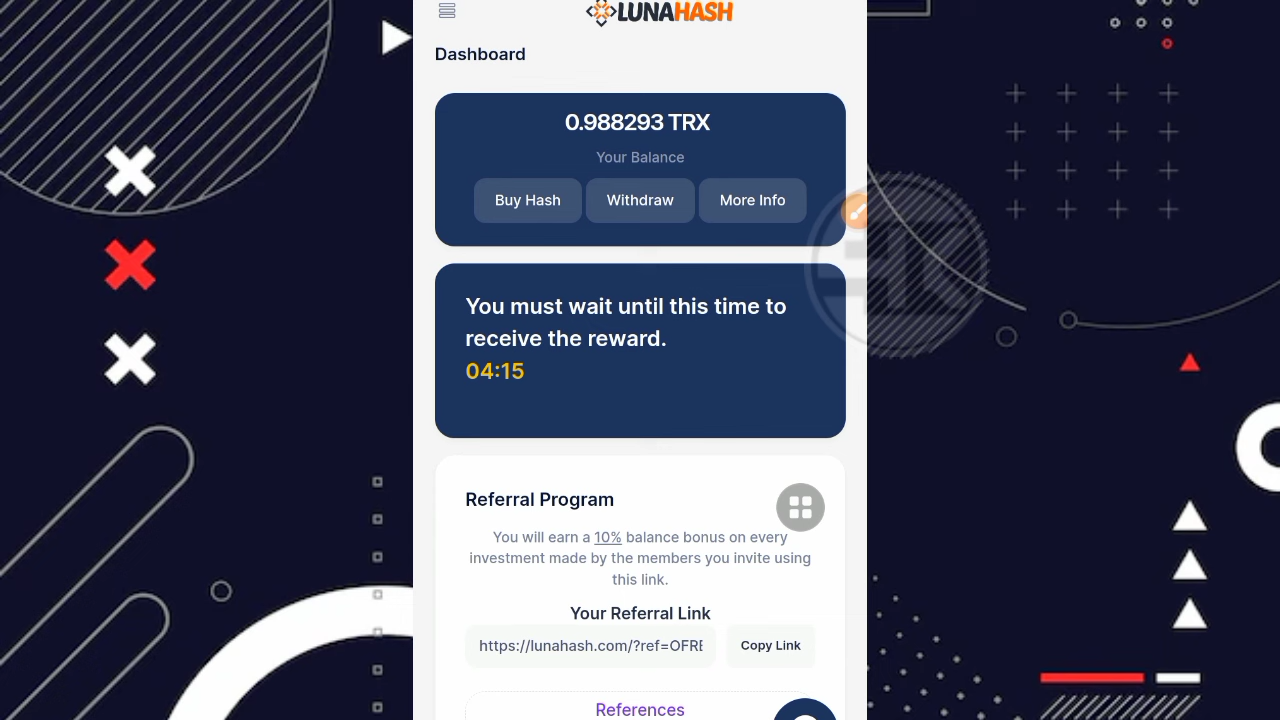 LUNAHASH
Dashboard
0.988293 TRX
Your Balance
Buy Hash
Withdraw
More Info
You must wait until this time to
receive the reward.
04:15
Referral Program
You will earn a 10% balance bonus on every
investment made by the members you invite using
this link.
Your Referral Link
https://lunahash.com/?ref=OFRE
Copy Link
References